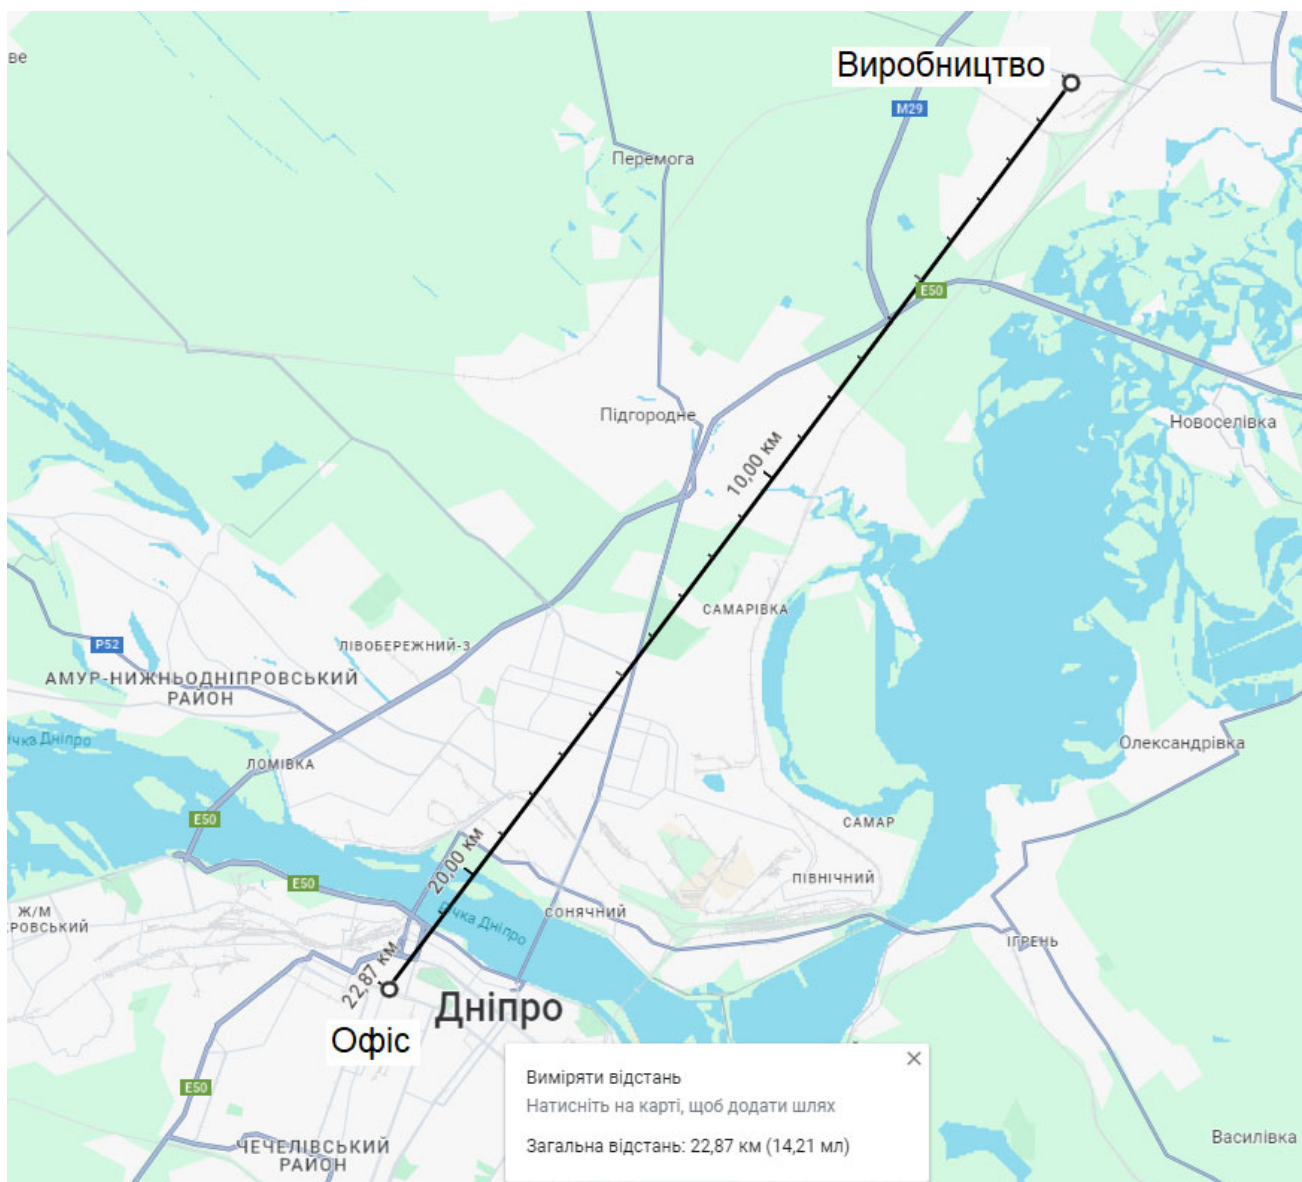 ве
Виробництво
M29
Перемога
E50
Підгородне
Новоселівка
10,00 км
САМАРІВКА
P52
ЛІВОБЕРЕЖНИЙ-3
АМУР-НИЖНЬОДНІПРОВСЬКИЙ
РАЙОН
ічка Дніпро
Олександрівка
ЛОМІВКА
E50
САМАР
20,00 км
E50
ПІВНІЧНИЙ
Ж/М
РОВСЬКИЙ
СОНЯЧНИЙ
Річка Дніпро
ІГРЕНЬ
22,87 км
Дніпро
Офіс
Виміряти відстань
Натисніть на карті, щоб додати шлях
Загальна відстань: 22,87 км (14,21 мл)
E50
ЧЕЧЕЛІВСЬКИЙ
РАЙОН
Василівка